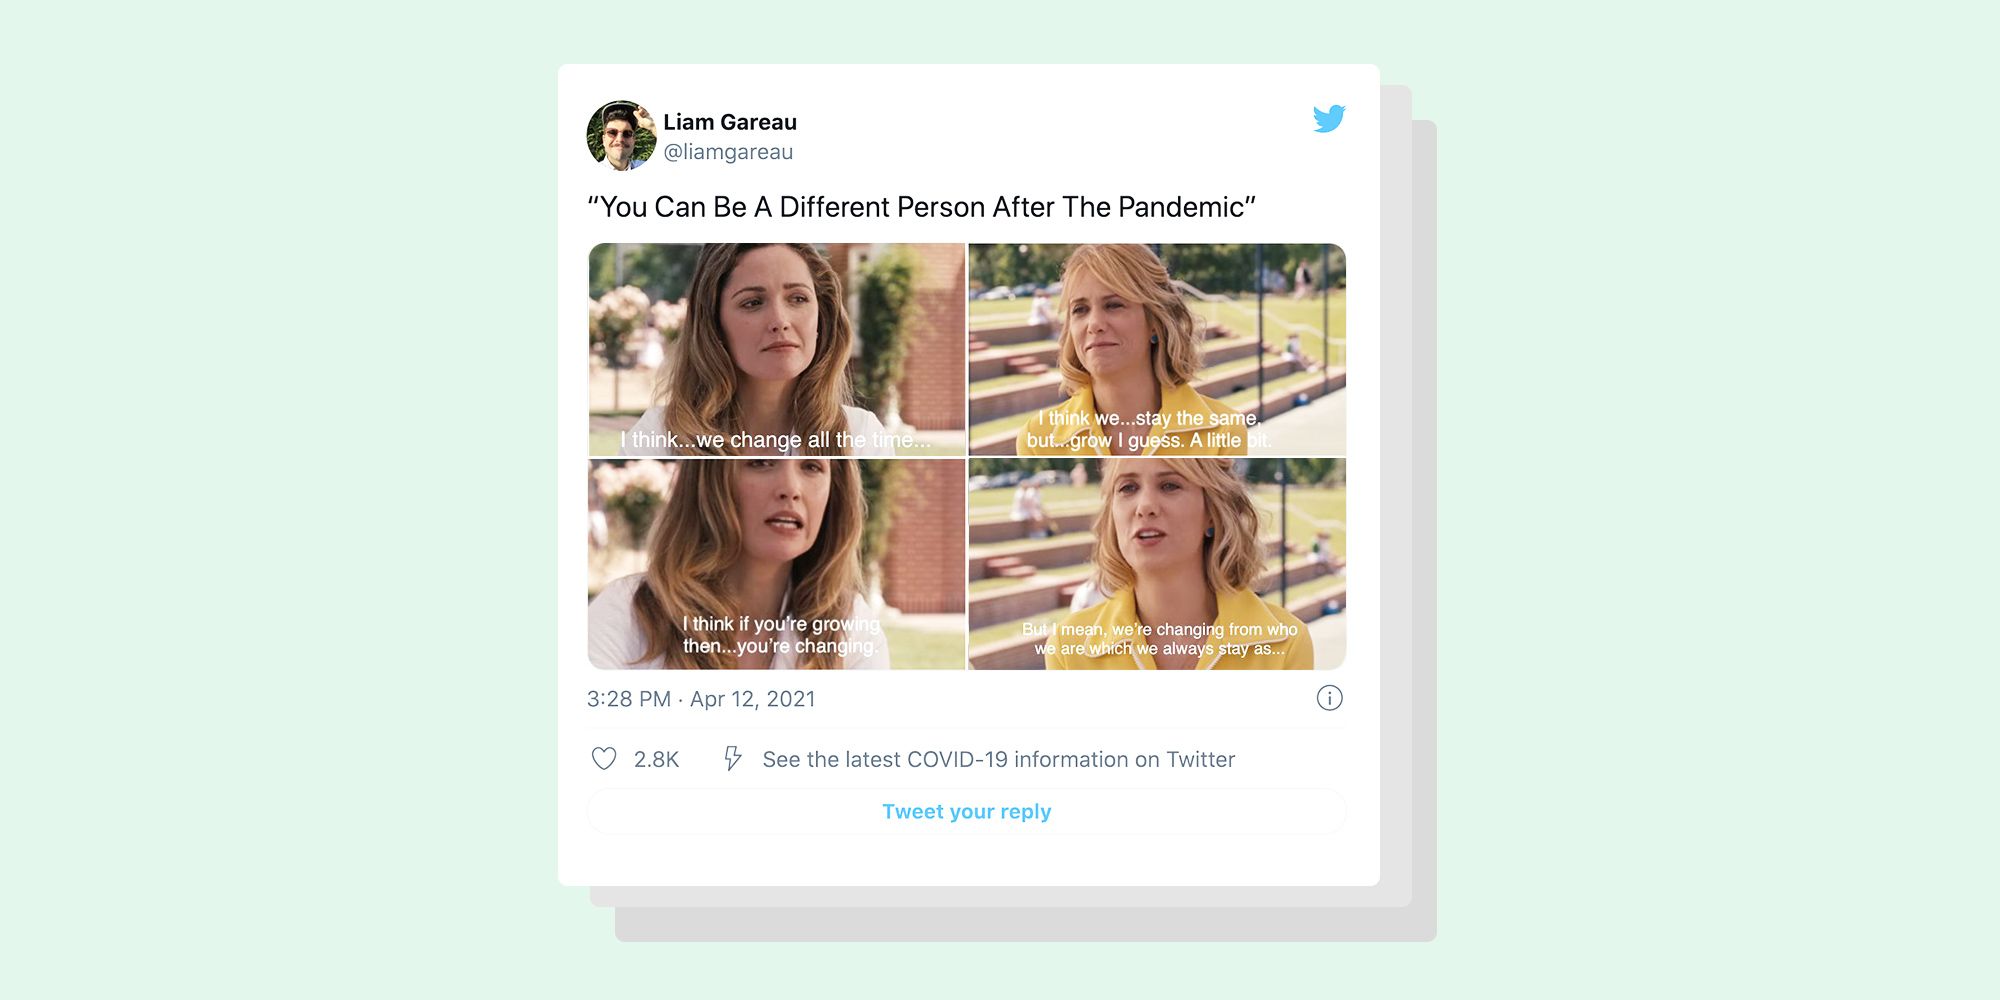 Liam Gareau
@liamgareau
“You Can Be A Different Person After The Pandemic”
I think...we change all the time...
I think we...stay the same,
but...grow I guess. A little bit.
I think if you’re growing
then...you’re changing.
But I mean, we’re changing from who
we are which we always stay as...
3:28 PM · Apr 12, 2021
2.8K
See the latest COVID-19 information on Twitter
Tweet your reply